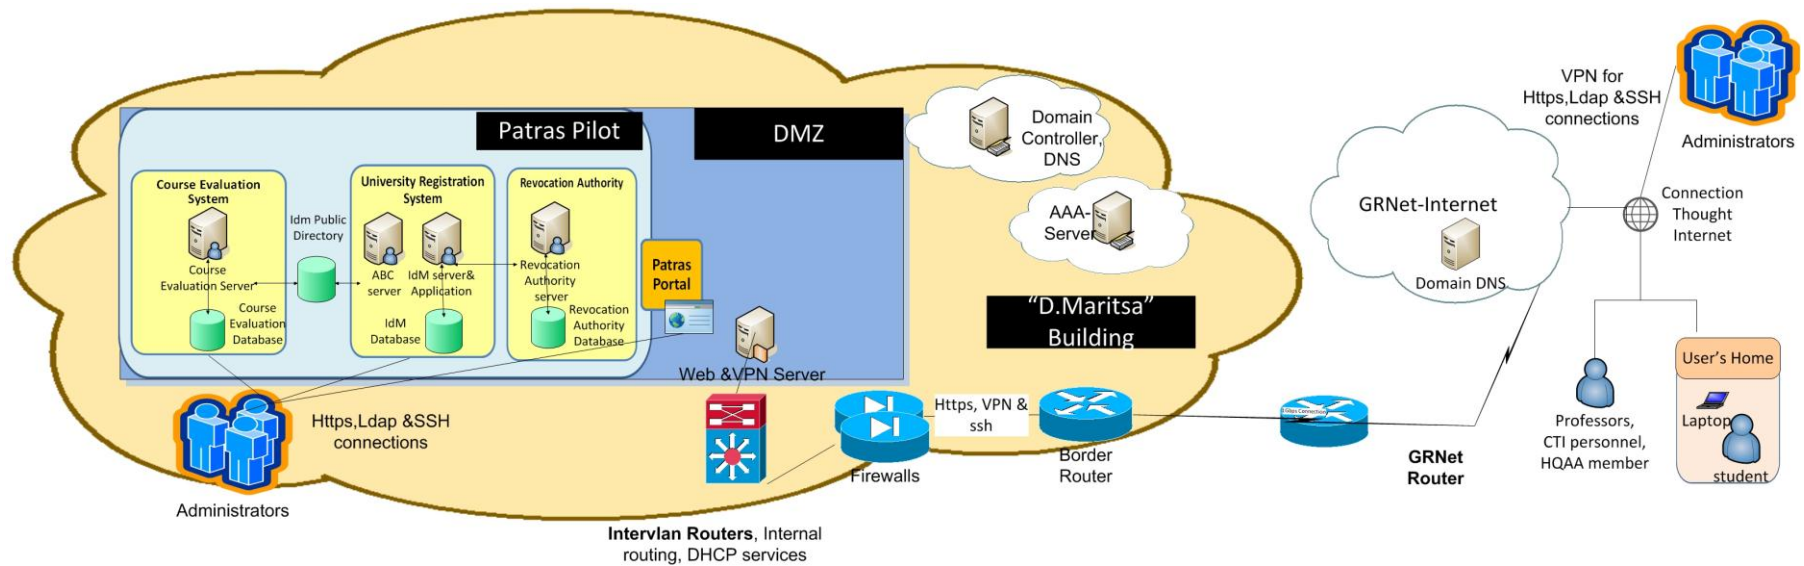 Patras Pilot
DMZ
Course Evaluation
System
University Registration
System
Revocation Authority
Idm Public
Directory
Course
Evaluation Server
ABC
server
IdM server&
Application
Revocation
Authority
server
Course
Evaluation
Database
IdM
Database
Revocation
Authority
Database
Patras
Portal
Web &VPN Server
Domain
Controller,
DNS
AAA-
Server
“D.Maritsa”
Building
Https,Ldap &SSH
connections
Administrators
Intervlan Routers, Internal
routing, DHCP services
Firewalls
Https, VPN &
ssh
Border
Router
GRNet
Router
GRNet-Internet
Domain DNS
VPN for
Https,Ldap &SSH
connections
Administrators
Connection
Thought
Internet
Professors,
CTI personnel,
HQAA member
User's Home
Laptop
student